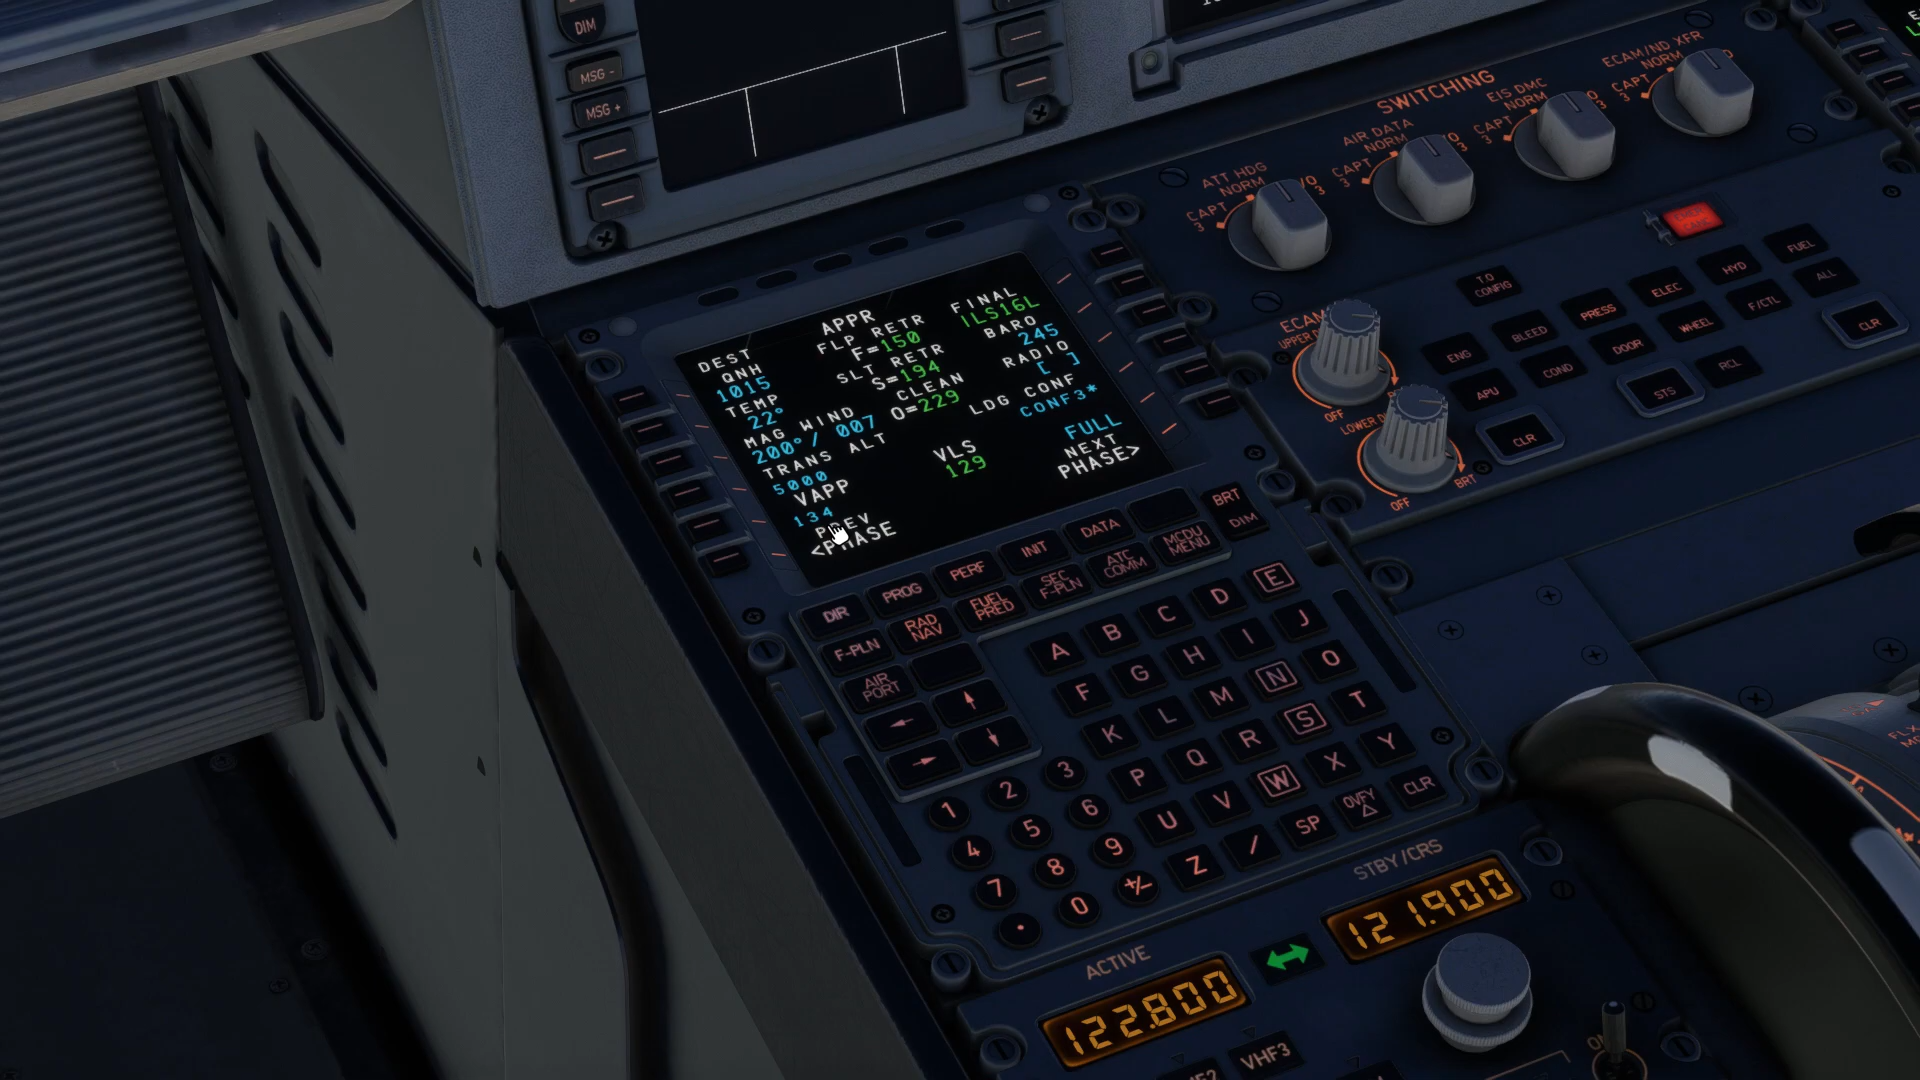 DIM
MSG -
MSG +
SWITCHING
ATT HDG
NORM
CAPT
3
AIR DATA
NORM
CAPT
3
EIS DMC
NORM
CAPT
3
ECAM/ND XFR
NORM
CAPT
APPR
DEST
FLP RETR
FINAL
QNH
F=150
ILS16L
1015
SLT RETR
BARO
TEMP
S=194
245
22°
CLEAN
RADIO
MAG WIND
O=229
[ ]
200°/ 007
LDG CONF
TRANS ALT
CONF3*
5000
VLS
FULL
VAPP
129
NEXT
134
PHASE>
PREV
<PHASE
DIR
PROG
PERF
INIT
DATA
BRT
DIM
F-PLN
RAD
NAV
FUEL
PRED
SEC
F-PLN
ATC
COMM
MCDU
MENU
AIR
PORT
A B C D E
F G H I J
K L M N O
P Q R S T
U V W X Y
Z / SP OVFY CLR
1 2 3
4 5 6
7 8 9
. 0 +/-
ECAM
OFF
OFF
BRT
T.O
CONFIG
ENG
BLEED
PRESS
ELEC
HYD
FUEL
APU
COND
DOOR
WHEEL
F/CTL
ALL
CLR
STS
RCL
CLR
ACTIVE
122.800
STBY/CRS
121.900
VHF3